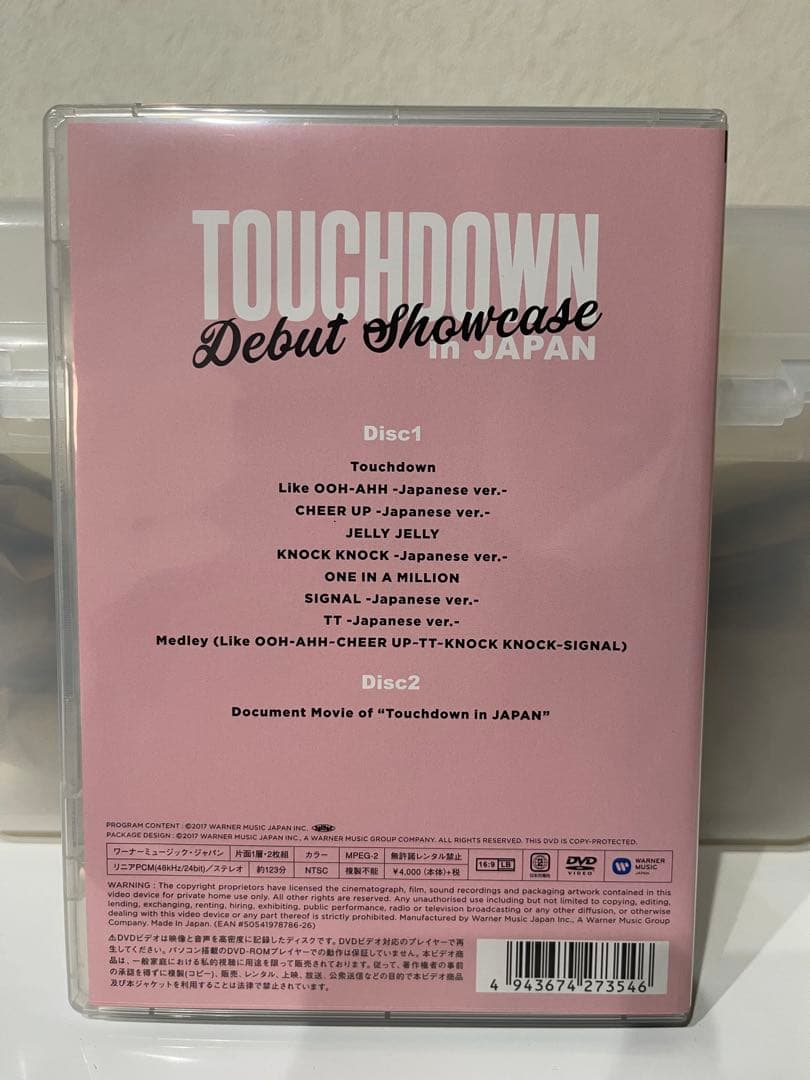 TOUCHDOWN
Debut Showcase
in JAPAN
Disc1
Touchdown
Like OOH-AHH -Japanese ver.-
CHEER UP -Japanese ver.-
JELLY JELLY
KNOCK KNOCK -Japanese ver.-
ONE IN A MILLION
SIGNAL -Japanese ver.-
TT -Japanese ver.-
Medley (Like OOH-AHH~CHEER UP~TT~KNOCK KNOCK~SIGNAL)
Disc2
Document Movie of “Touchdown in JAPAN”
PROGRAM CONTENT : ©2017 WARNER MUSIC JAPAN INC.
PACKAGE DESIGN : ©2017 WARNER MUSIC JAPAN INC., A WARNER MUSIC GROUP COMPANY. ALL RIGHTS RESERVED. THIS DVD IS COPY-PROTECTED.
ワーナーミュージック・ジャパン 片面1層・2枚組 カラー MPEG-2 無許諾レンタル禁止
リニアPCM(48kHz/24bit)/ステレオ 約123分 NTSC 複製不能 ¥4,000(本体)+税
16:9 LB 2 DVD VIDEO WARNER MUSIC JAPAN
WARNING : The copyright proprietors have licensed the cinematograph, film, sound recordings and packaging artwork contained in this
video device for private home use only. All other rights are reserved. Any unauthorised use including but not limited to copying, editing,
lending, exchanging, renting, hiring, exhibiting, public performance, radio or television broadcasting or any other diffusion, or otherwise
dealing with this video device or any part thereof is strictly prohibited. Manufactured by Warner Music Japan Inc., A Warner Music Group
Company. Made in Japan. (EAN #50541978786-26)
⚠DVDビデオは映像と音声を高密度に記録したディスクです。DVDビデオ対応のプレイヤーで再
生してください。パソコン搭載のDVD-ROMプレイヤーでの動作は保証していません。本ビデオ商
品は、一般家庭における私的視聴に用途を限って販売されております。従って、著作権者の事前
の承認を得ずに複製(コピー)、販売、レンタル、上映、放送、公衆送信などの目的で本ビデオ商品
及び本ジャケットを利用することは法律で禁止されています。
4 943674 273546